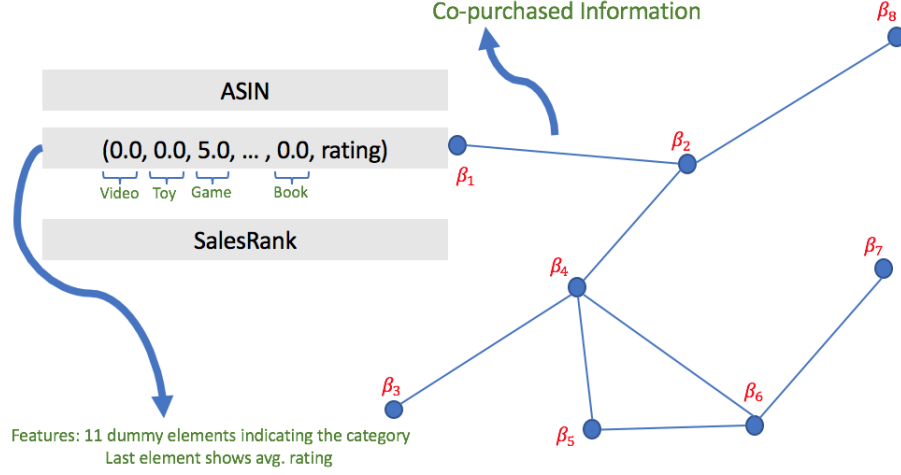 Co-purchased Information
β8
ASIN
(0.0, 0.0, 5.0, ... , 0.0, rating)
Video Toy Game Book
β1
β2
SalesRank
β4
β7
β3
β6
β5
Features: 11 dummy elements indicating the category
Last element shows avg. rating